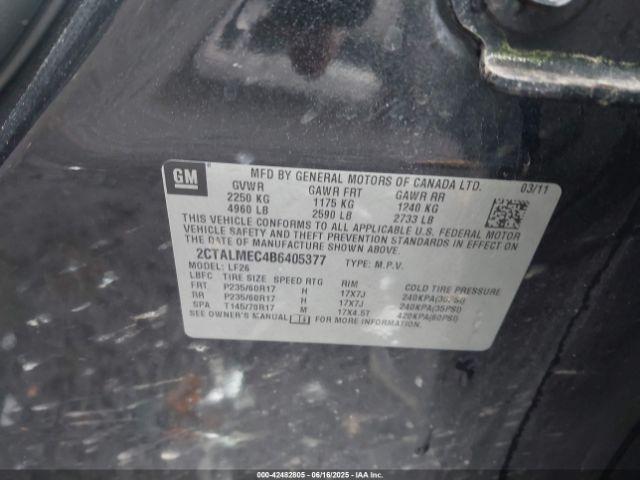 GM
MFD BY GENERAL MOTORS OF CANADA LTD. 03/11
GVWR GAWR FRT GAWR RR
2250 KG 1175 KG 1240 KG
4960 LB 2590 LB 2733 LB
THIS VEHICLE CONFORMS TO ALL APPLICABLE U.S. FEDERAL MOTOR
VEHICLE SAFETY AND THEFT PREVENTION STANDARDS IN EFFECT ON
THE DATE OF MANUFACTURE SHOWN ABOVE.
2CTALMEC4B6405377 TYPE: M.P.V.
LBFC MODEL: LF26
TIRE SIZE SPEED RTG RIM COLD TIRE PRESSURE
FRT P235/60R17 H 17X7J 240KPA(35PSI)
RR P235/60R17 H 17X7J 240KPA(35PSI)
SPA T145/70R17 M 17X4.5T 420KPA(60PSI)
SEE OWNER'S MANUAL FOR MORE INFORMATION.
000-42482805 - 06/16/2025 - IAAI.com